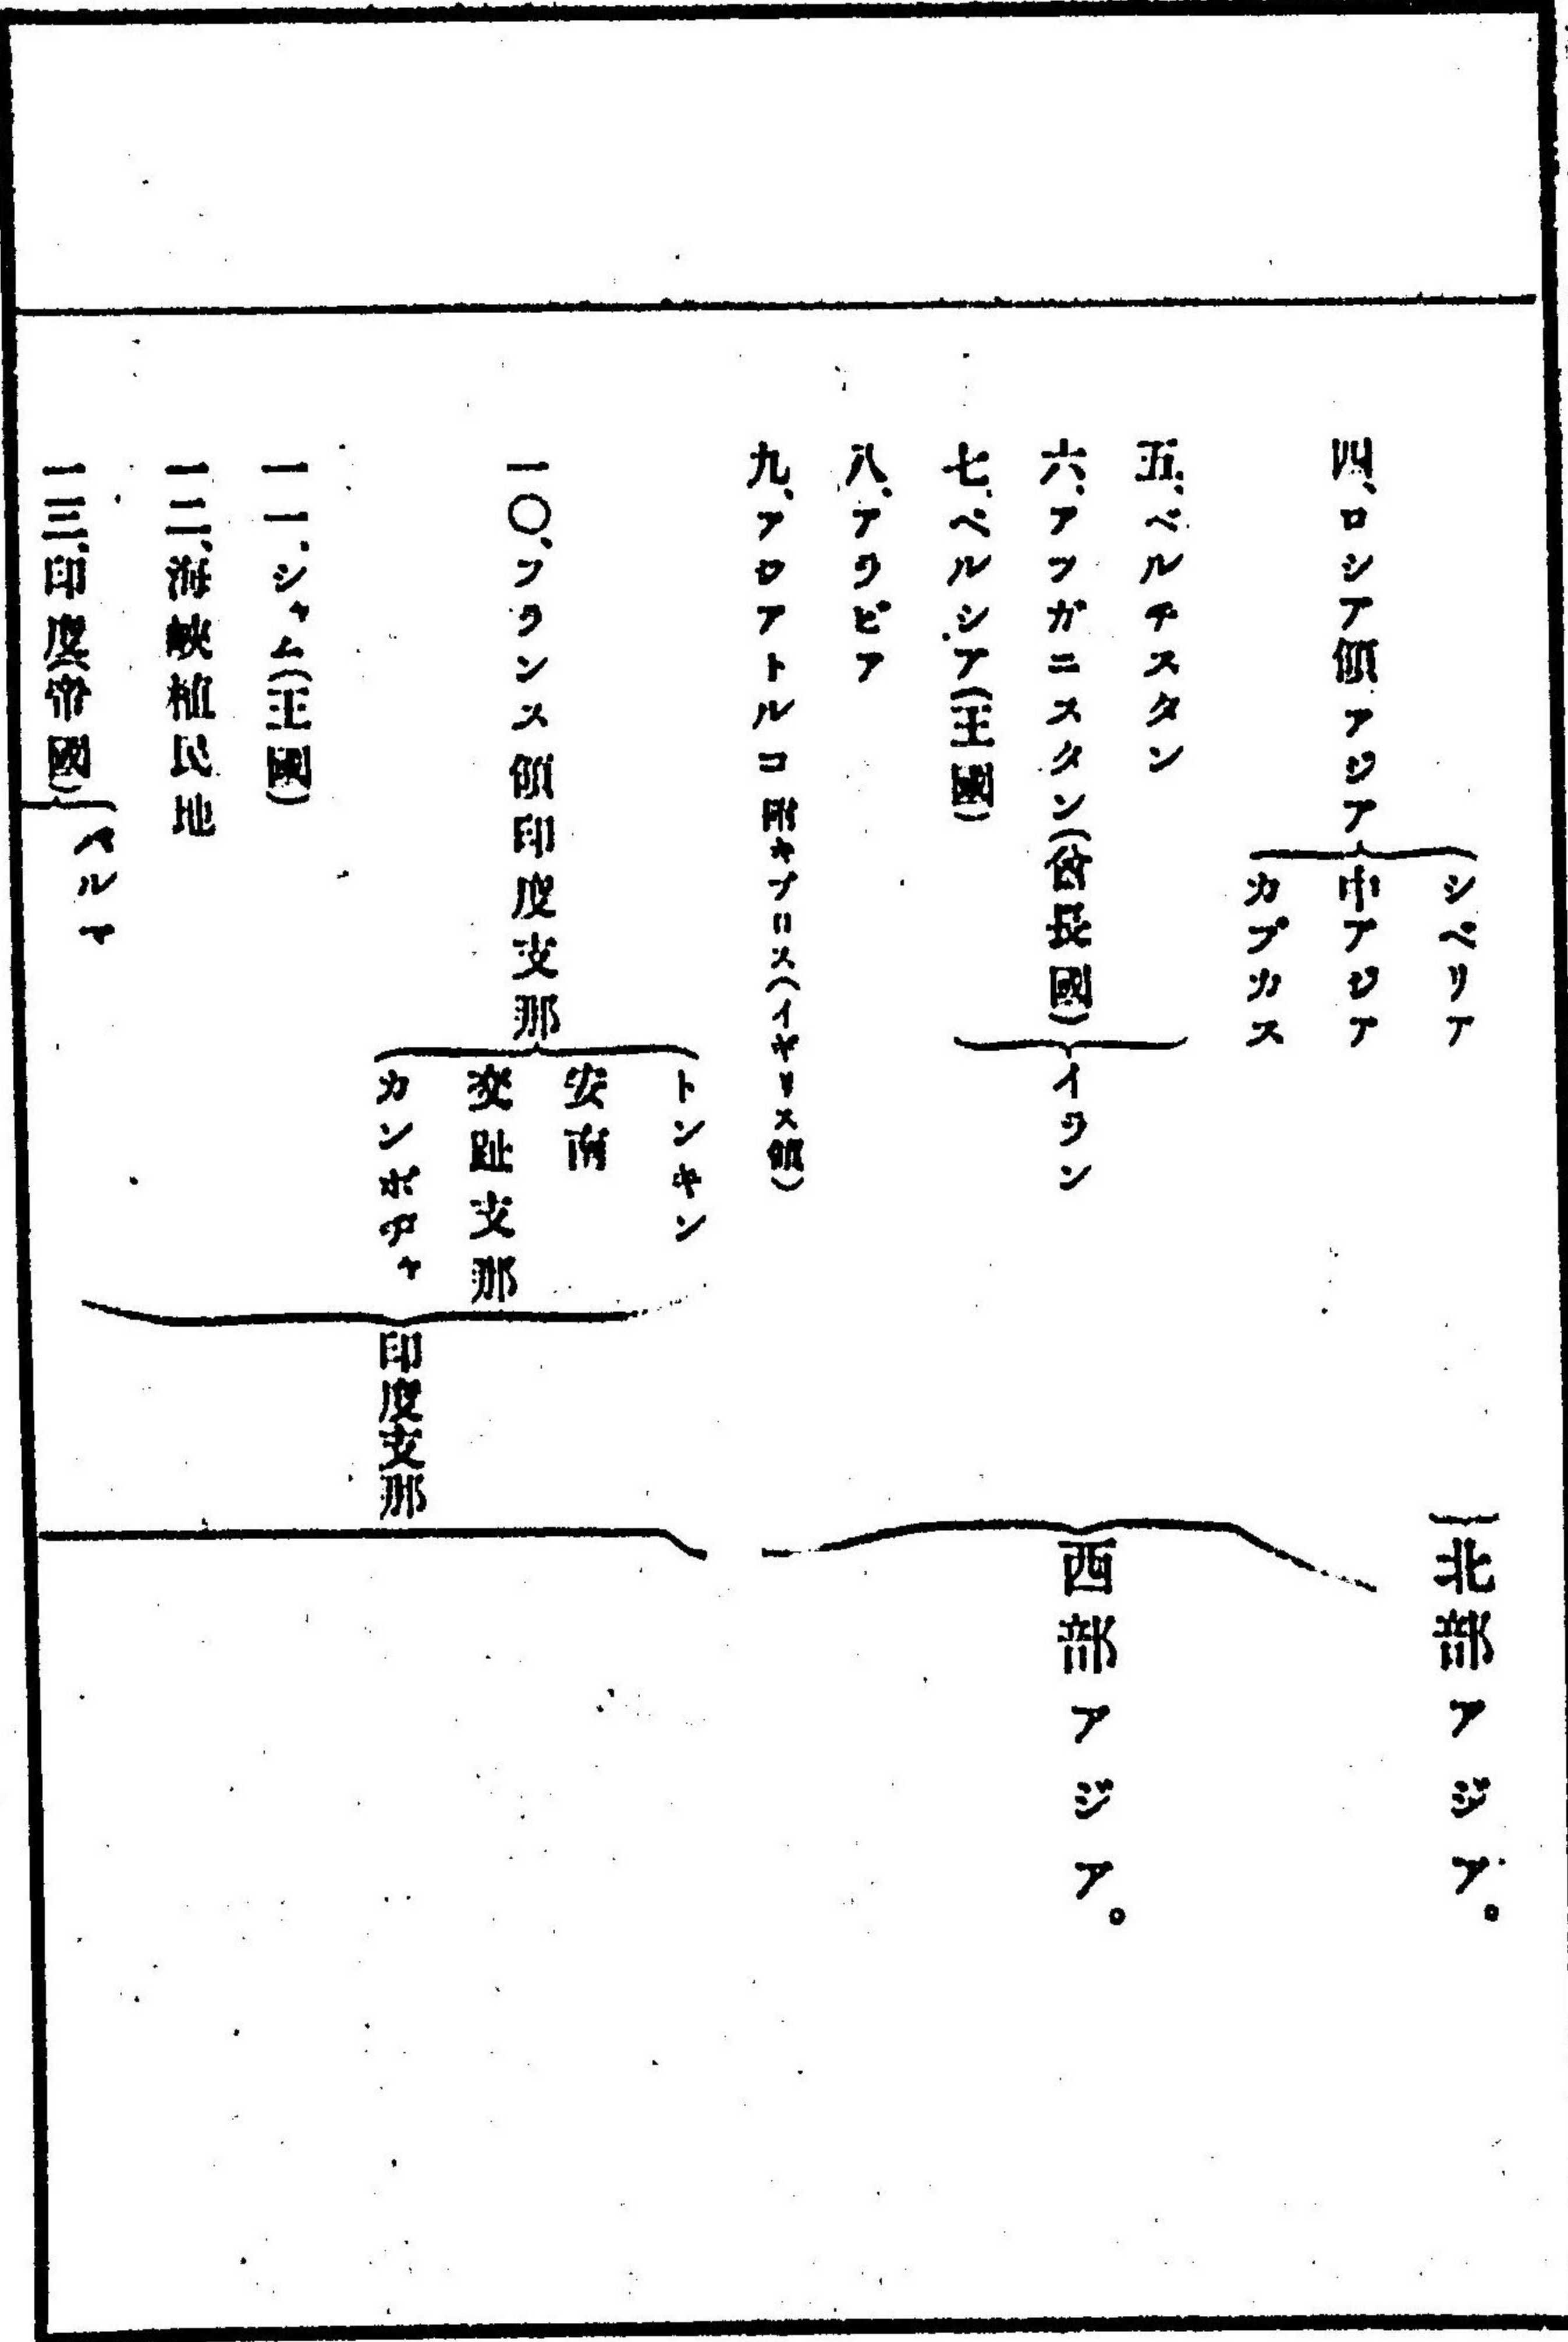 四、ロシア領アジア
シベリア
中アジア
カプカス
北部アジア。
五、ベルチスタン
六、アフガニスタン(酋長國)
七、ペルシア(王國)
イラン
八、アラビア
九、アロアトルコ 附キプロス(イギリス領)
西部アジア。
一〇、フランス領印度支那
トンキン
安南
交趾支那
カンボヂャ
一一、シャム(王國)
一二、海峽植民地
一三、印度(帝國)
ベルマ
印度支那